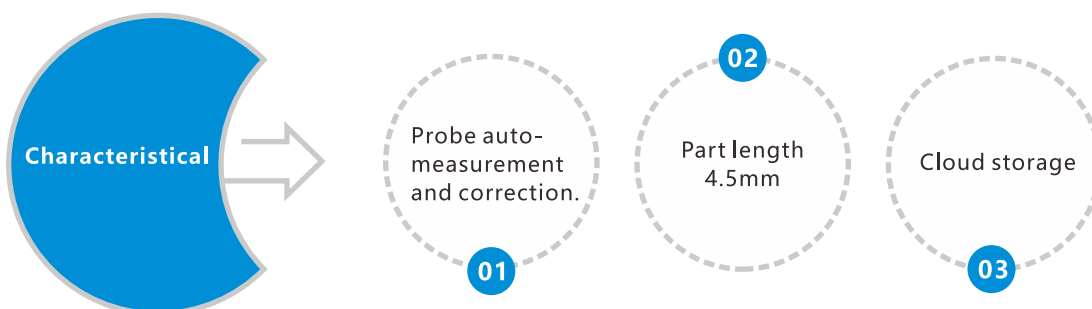 Characteristical
Probe auto-
measurement
and correction.
01
02
Part length
4.5mm
Cloud storage
03